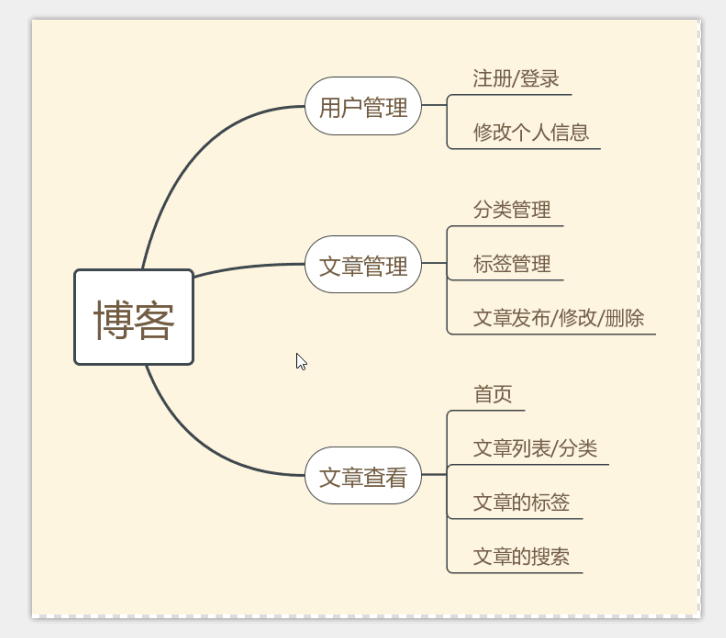 博客
用户管理
注册/登录
修改个人信息
文章管理
分类管理
标签管理
文章发布/修改/删除
文章查看
首页
文章列表/分类
文章的标签
文章的搜索